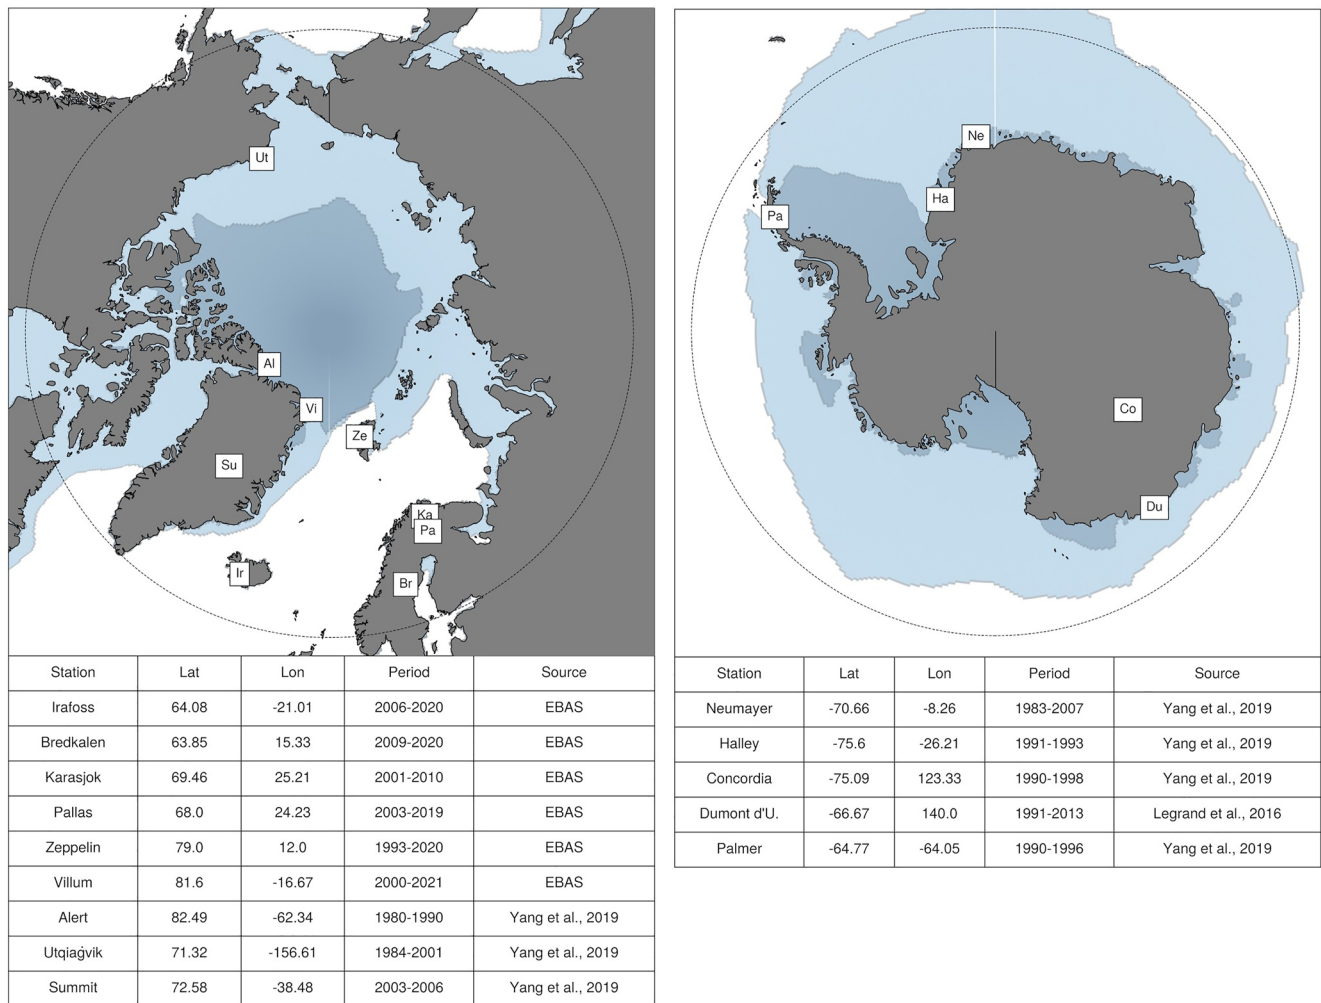 Ut
Al
Vi
Ze
Su
Ka
Pa
Ir
Br
Station Lat Lon Period Source
Irafoss 64.08 -21.01 2006-2020 EBAS
Bredkalen 63.85 15.33 2009-2020 EBAS
Karasjok 69.46 25.21 2001-2010 EBAS
Pallas 68.0 24.23 2003-2019 EBAS
Zeppelin 79.0 12.0 1993-2020 EBAS
Villum 81.6 -16.67 2000-2021 EBAS
Alert 82.49 -62.34 1980-1990 Yang et al., 2019
Utqiaġvik 71.32 -156.61 1984-2001 Yang et al., 2019
Summit 72.58 -38.48 2003-2006 Yang et al., 2019
Ne
Ha
Pa
Co
Du
Station Lat Lon Period Source
Neumayer -70.66 -8.26 1983-2007 Yang et al., 2019
Halley -75.6 -26.21 1991-1993 Yang et al., 2019
Concordia -75.09 123.33 1990-1998 Yang et al., 2019
Dumont d'U. -66.67 140.0 1991-2013 Legrand et al., 2016
Palmer -64.77 -64.05 1990-1996 Yang et al., 2019